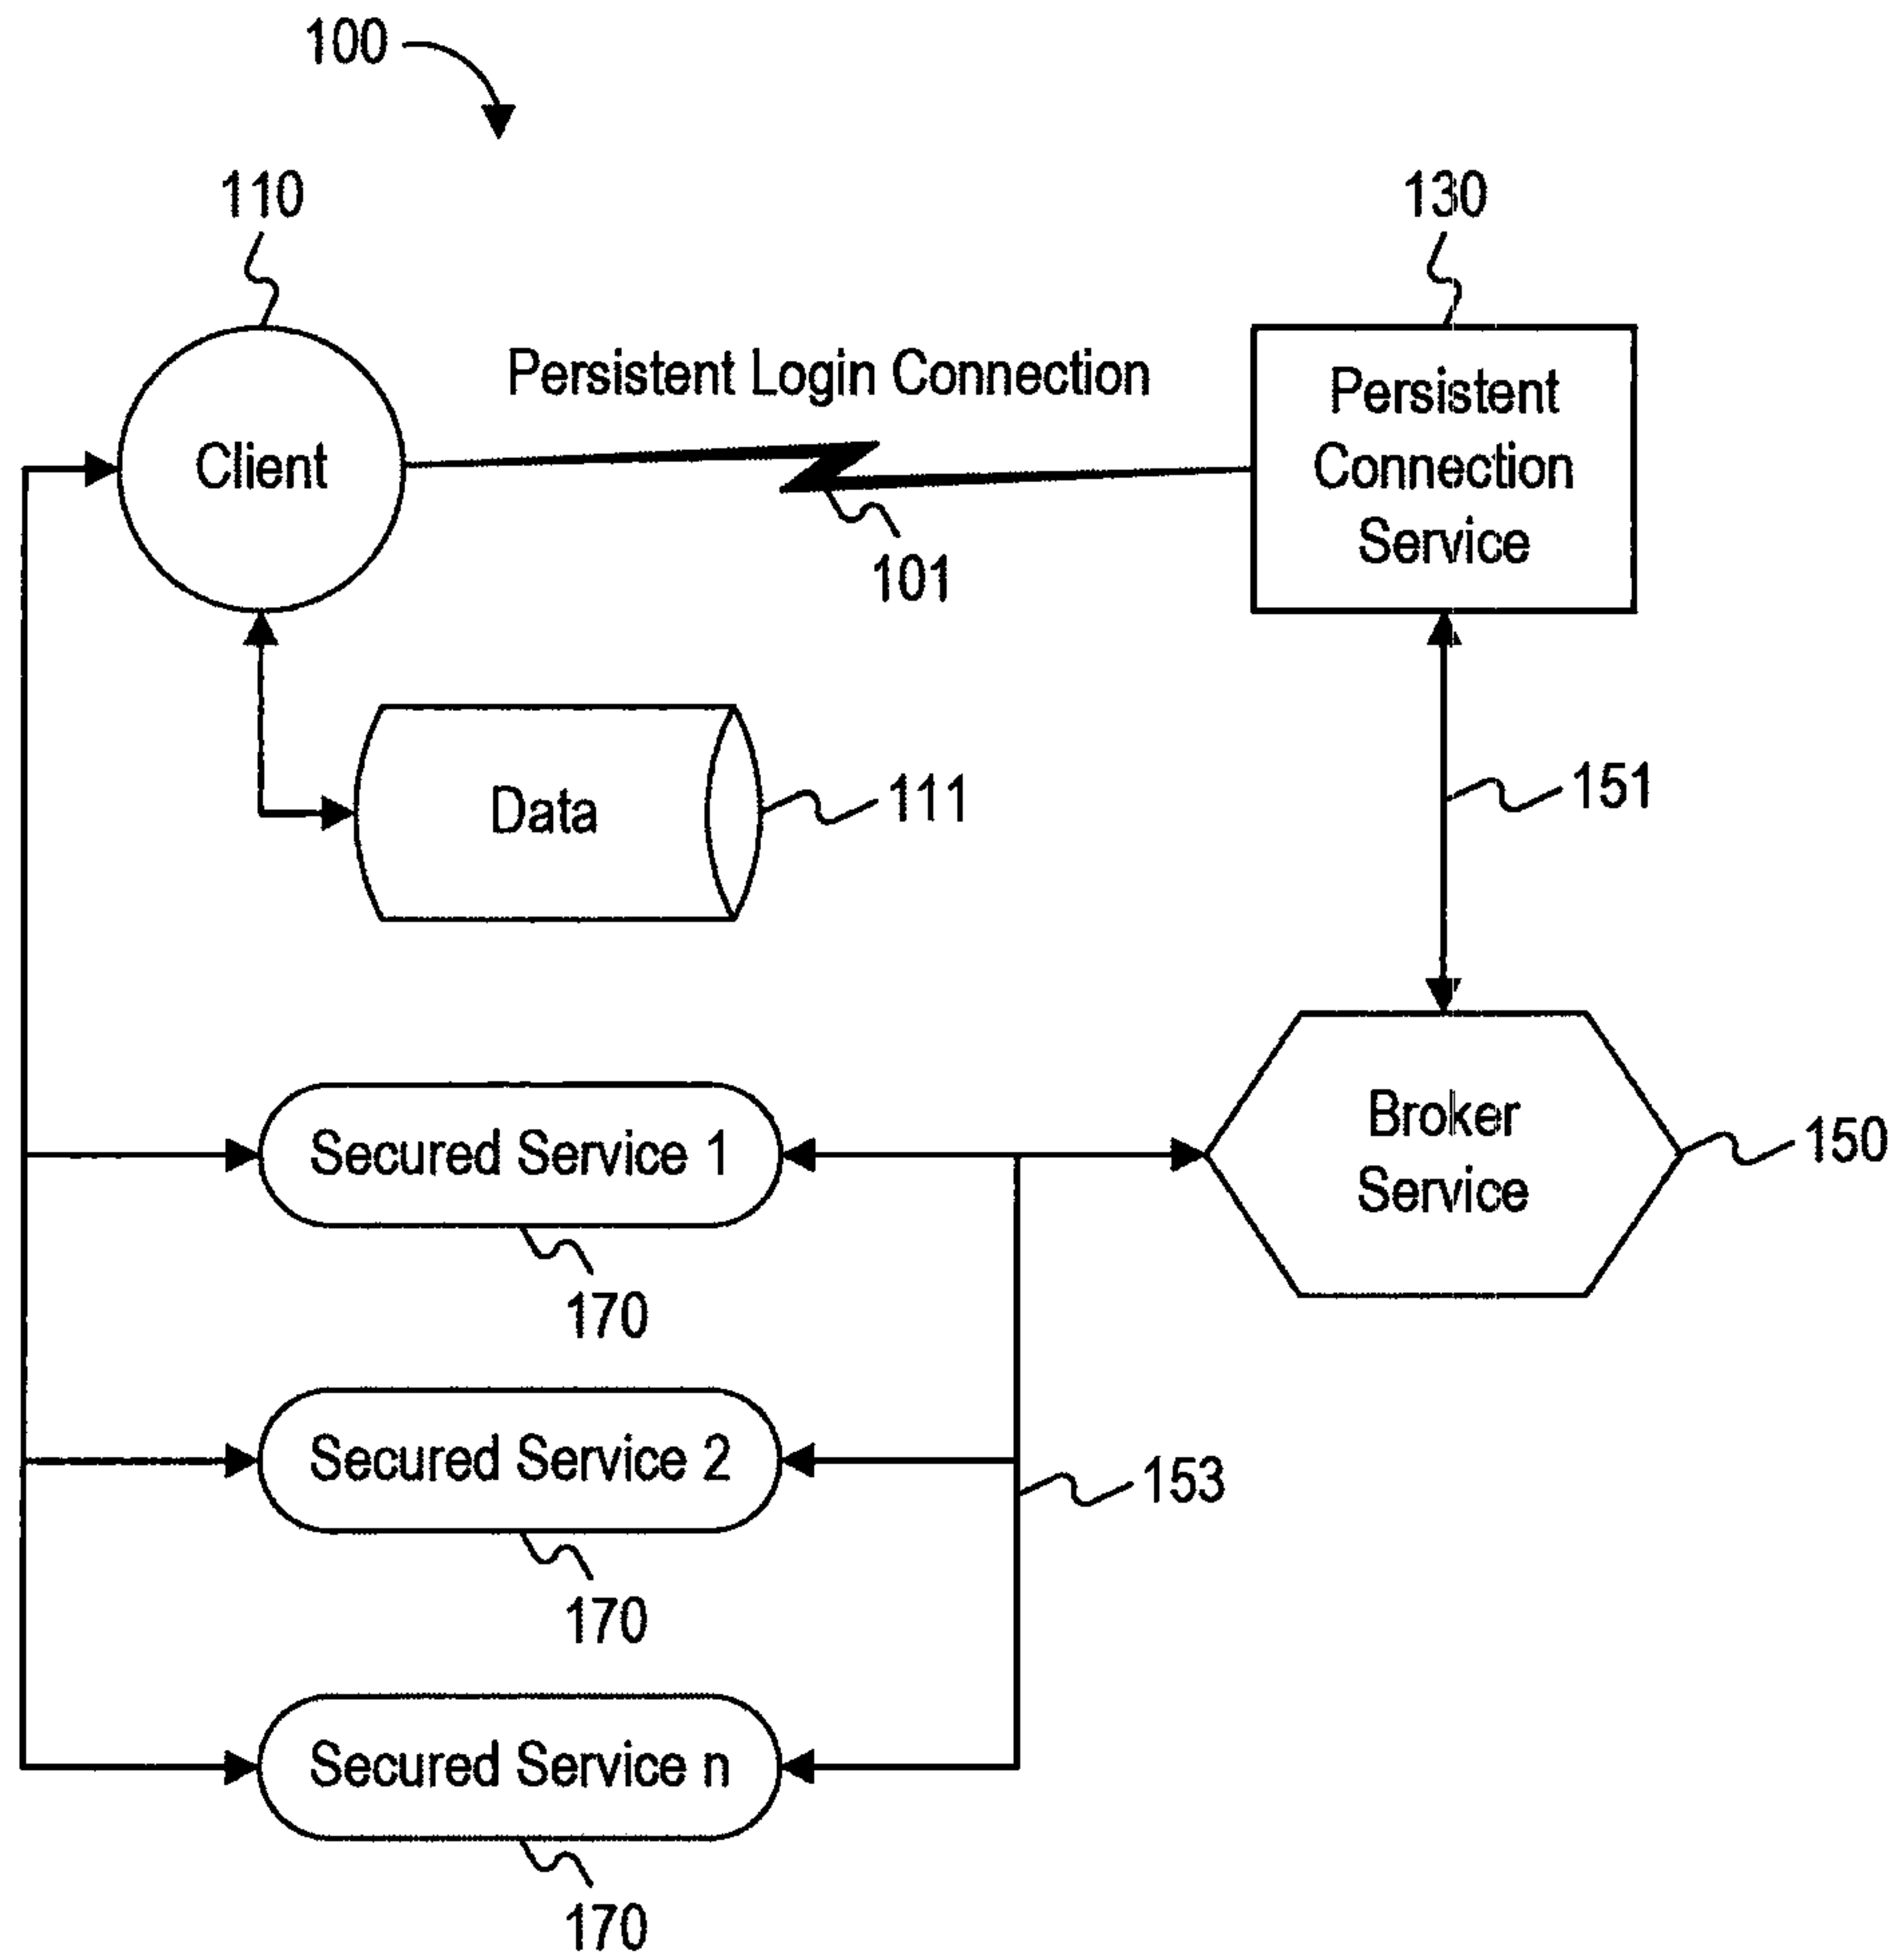 100
110
130
Persistent Login Connection
Client
Persistent
Connection
Service
101
Data
111
151
Broker
Service
150
Secured Service 1
170
Secured Service 2
153
170
Secured Service n
170